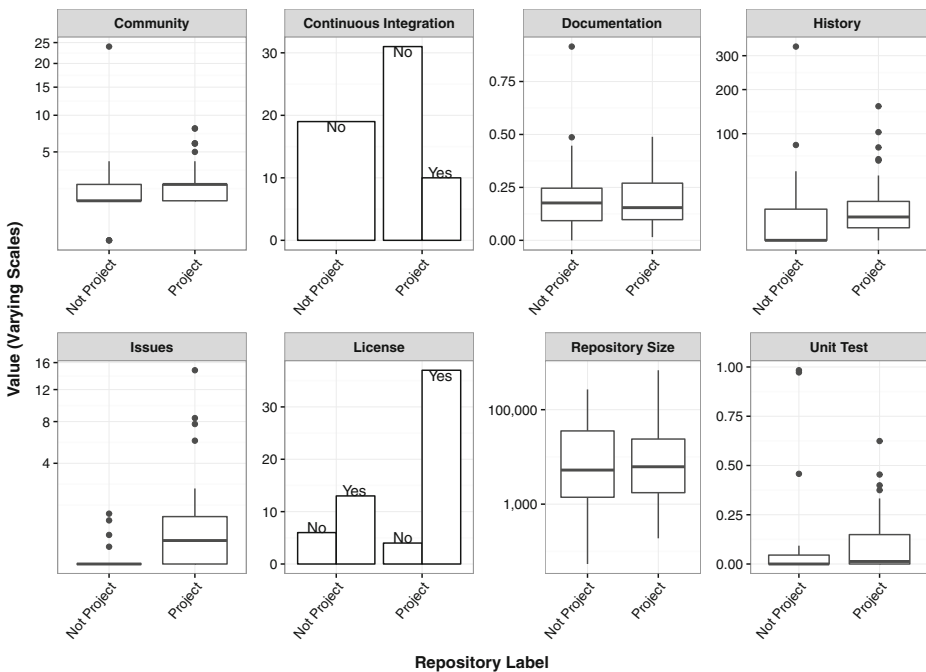 Community
Continuous Integration
Documentation
History
25
20
15
10
5
30
20
10
0
No
No
Yes
0.75
0.50
0.25
0.00
300
200
100
Not Project
Project
Not Project
Project
Not Project
Project
Not Project
Project
Value (Varying Scales)
Issues
License
Repository Size
Unit Test
16
12
8
4
30
20
10
0
No
Yes
No
Yes
100,000
1,000
1.00
0.75
0.50
0.25
0.00
Not Project
Project
Not Project
Project
Not Project
Project
Not Project
Project
Repository Label